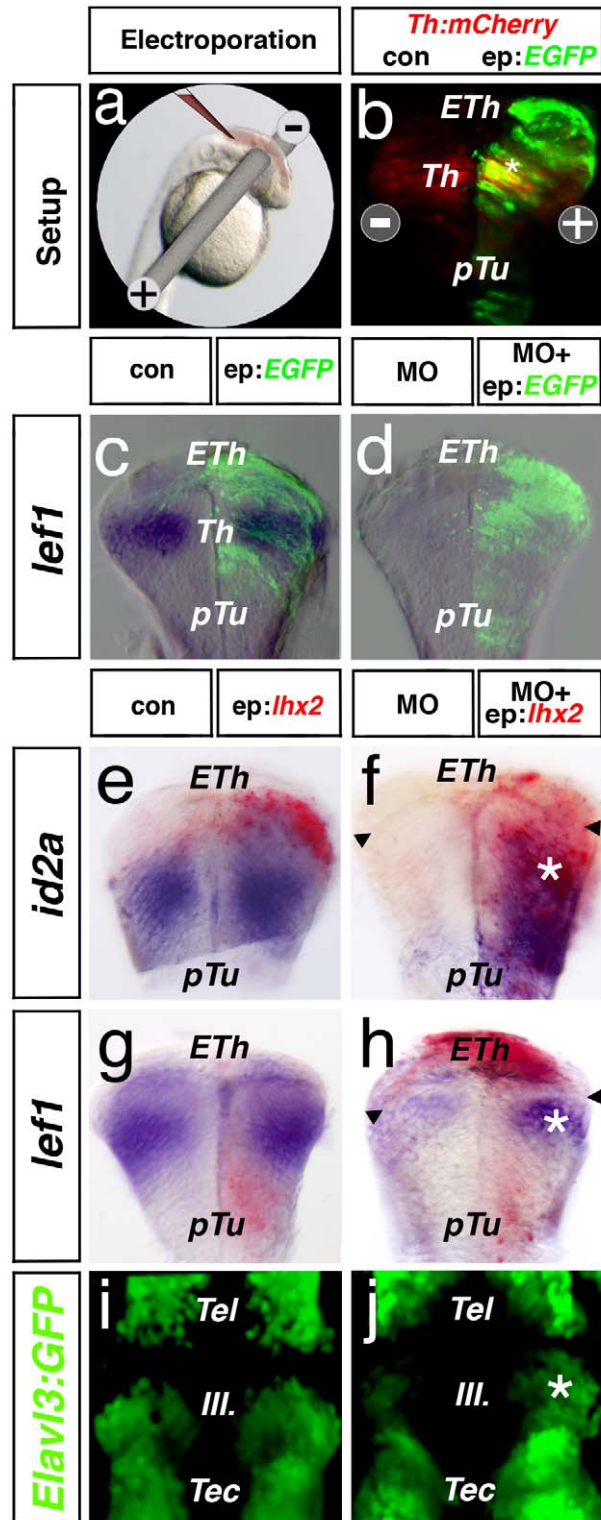 Electroporation
Th:mCherry
con ep:EGFP
Setup
a
-
+
b
ETh
Th
*
-
+
pTu
con
ep:EGFP
MO
MO+
ep:EGFP
lef1
c
ETh
Th
pTu
d
ETh
pTu
con
ep:lhx2
MO
MO+
ep:lhx2
id2a
e
ETh
pTu
f
ETh
*
pTu
lef1
g
ETh
pTu
h
ETh
*
pTu
Elavl3:GFP
i
Tel
III.
Tec
j
Tel
III.
*
Tec